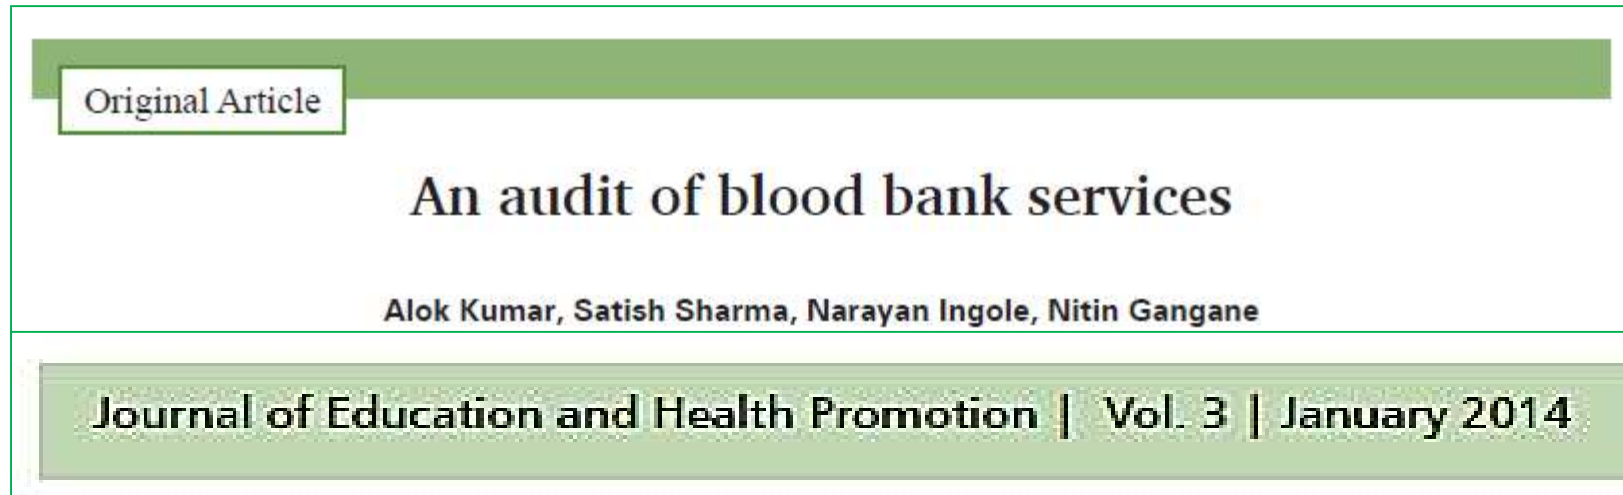 Original Article
An audit of blood bank services
Alok Kumar, Satish Sharma, Narayan Ingole, Nitin Gangane
Journal of Education and Health Promotion | Vol. 3 | January 2014